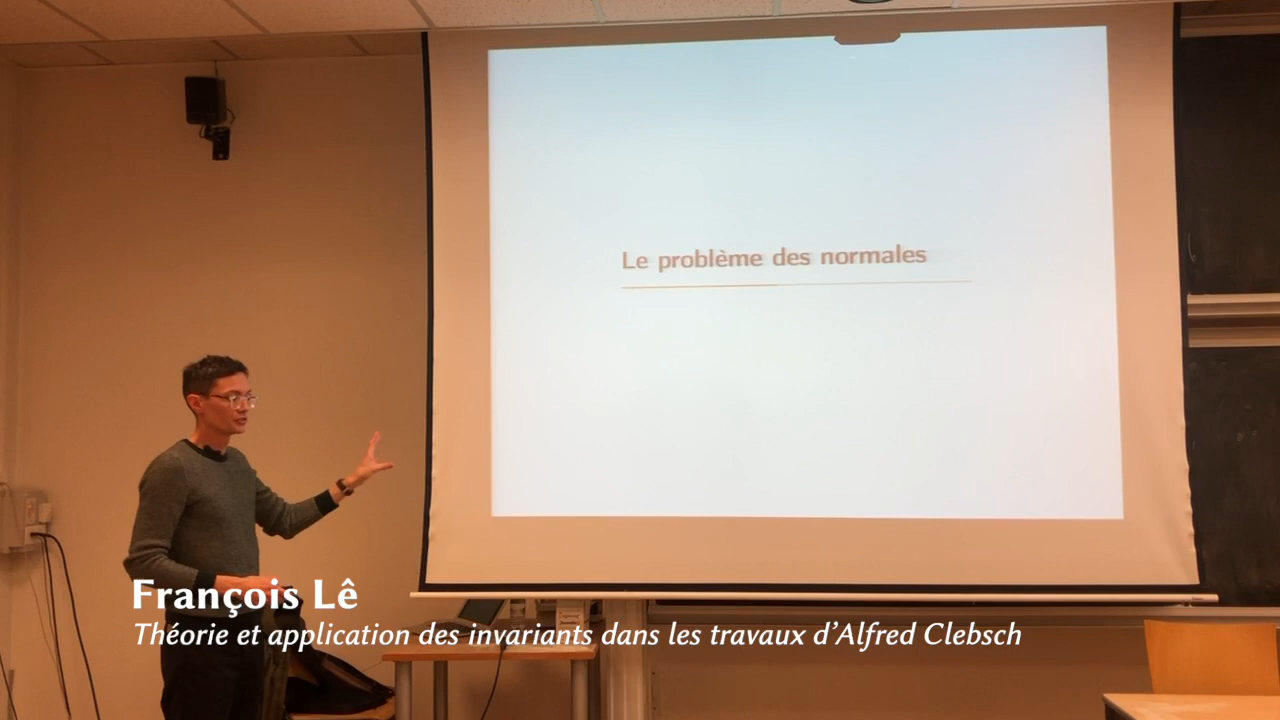 Le problème des normales
François Lê
Théorie et application des invariants dans les travaux d'Alfred Clebsch